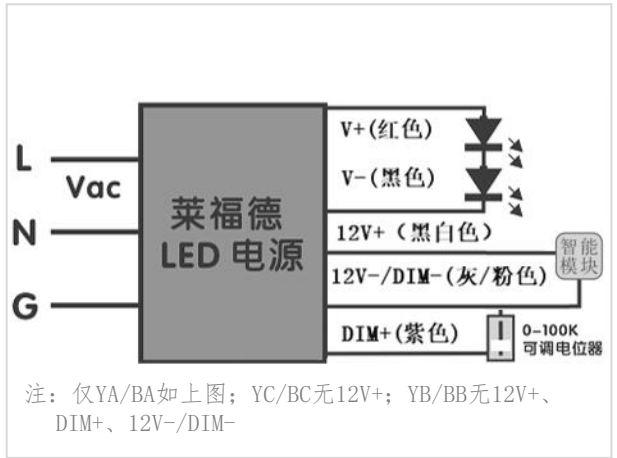 L
Vac
N
G
莱福德
LED 电源
V+(红色)
V-(黑色)
12V+（黑白色）
12V-/DIM-(灰/粉色)
DIM+(紫色)
智能
模块
0-100K
可调电位器
注：仅YA/BA如上图；YC/BC无12V+；YB/BB无12V+、
DIM+、12V-/DIM-